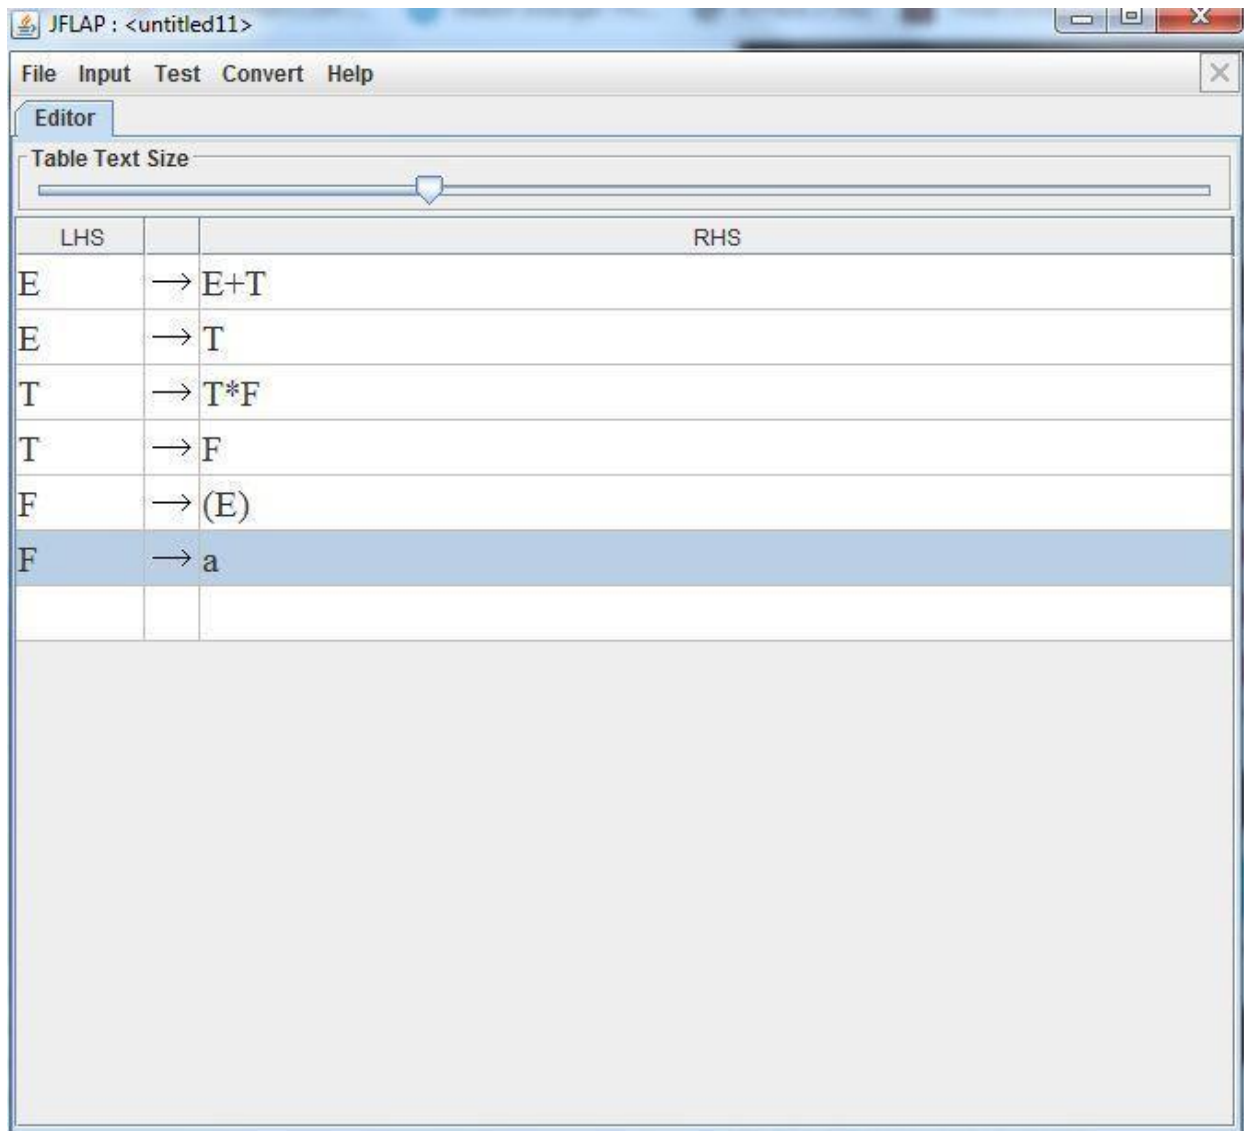 JFLAP : <untitled11>
File Input Test Convert Help
Editor
Table Text Size
LHS RHS
E → E+T
E → T
T → T*F
T → F
F → (E)
F → a